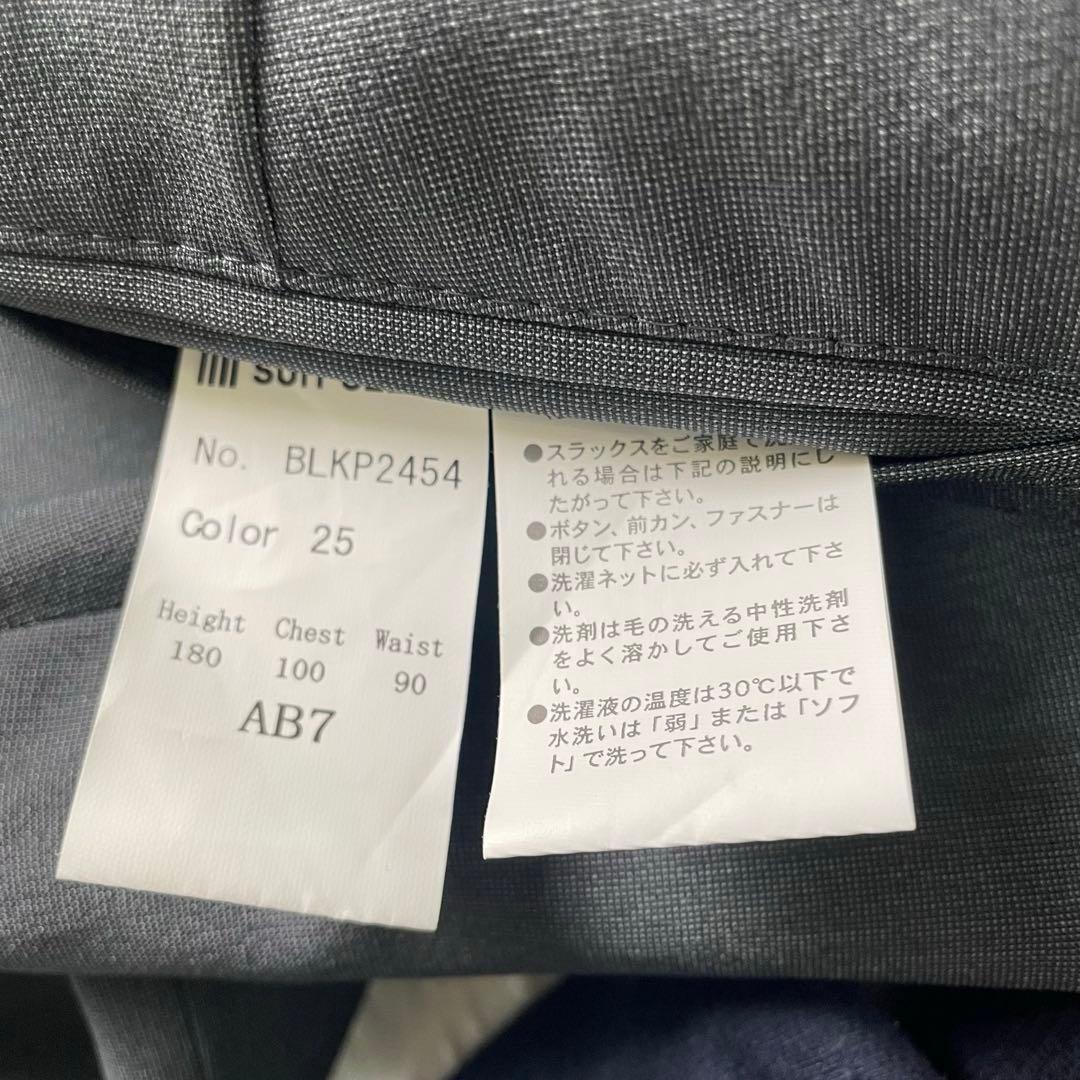 No. BLKP2454
Color 25
Height Chest Waist
180 100 90
AB7
●スラックスをご家庭で
れる場合は下記の説明にし
たがって下さい。
●ボタン、前カン、ファスナーは
閉じて下さい。
●洗濯ネットに必ず入れて下さ
い。
●洗剤は毛の洗える中性洗剤
をよく溶かしてご使用下さ
い。
●洗濯液の温度は30℃以下で
水洗いは「弱」または「ソフ
ト」で洗って下さい。